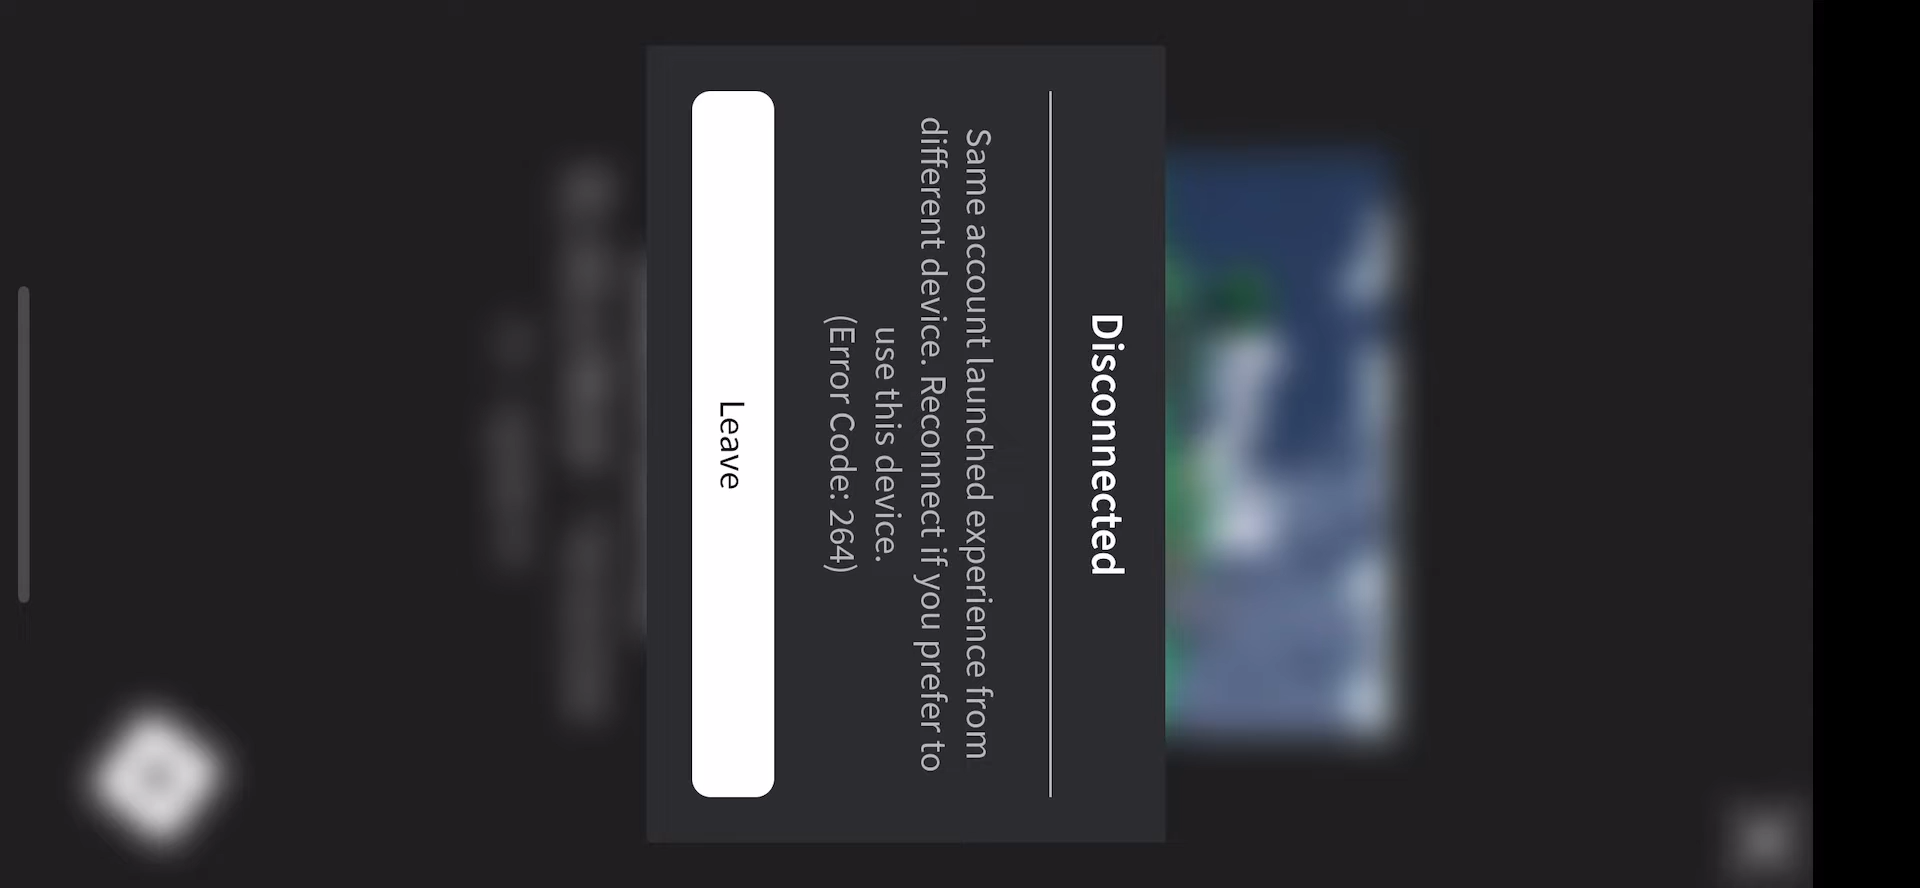 Disconnected
Same account launched experience from
different device. Reconnect if you prefer to
use this device.
(Error Code: 264)
Leave